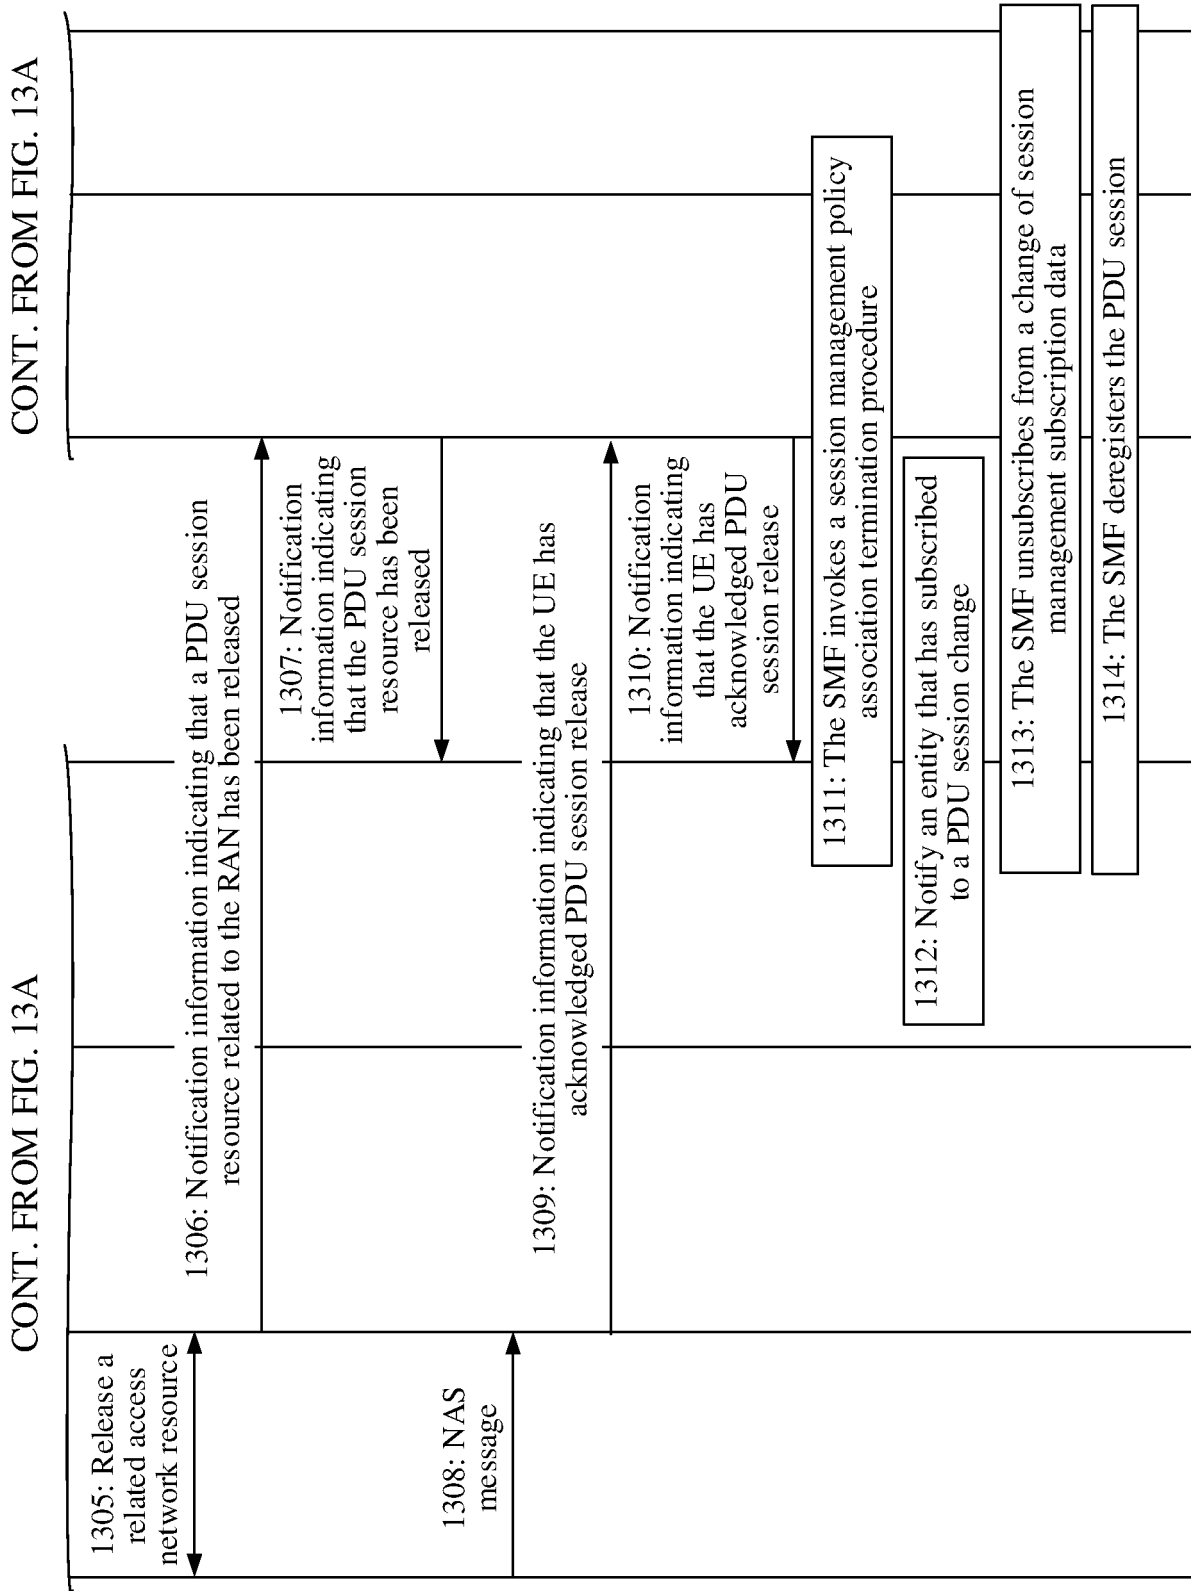 CONT. FROM FIG. 13A
CONT. FROM FIG. 13A
1305: Release a
related access
network resource
1306: Notification information indicating that a PDU session
resource related to the RAN has been released
1307: Notification
information indicating
that the PDU session
resource has been
released
1308: NAS
message
1309: Notification information indicating that the UE has
acknowledged PDU session release
1310: Notification
information indicating
that the UE has
acknowledged PDU
session release
1311: The SMF invokes a session management policy
association termination procedure
1312: Notify an entity that has subscribed
to a PDU session change
1313: The SMF unsubscribes from a change of session
management subscription data
1314: The SMF deregisters the PDU session